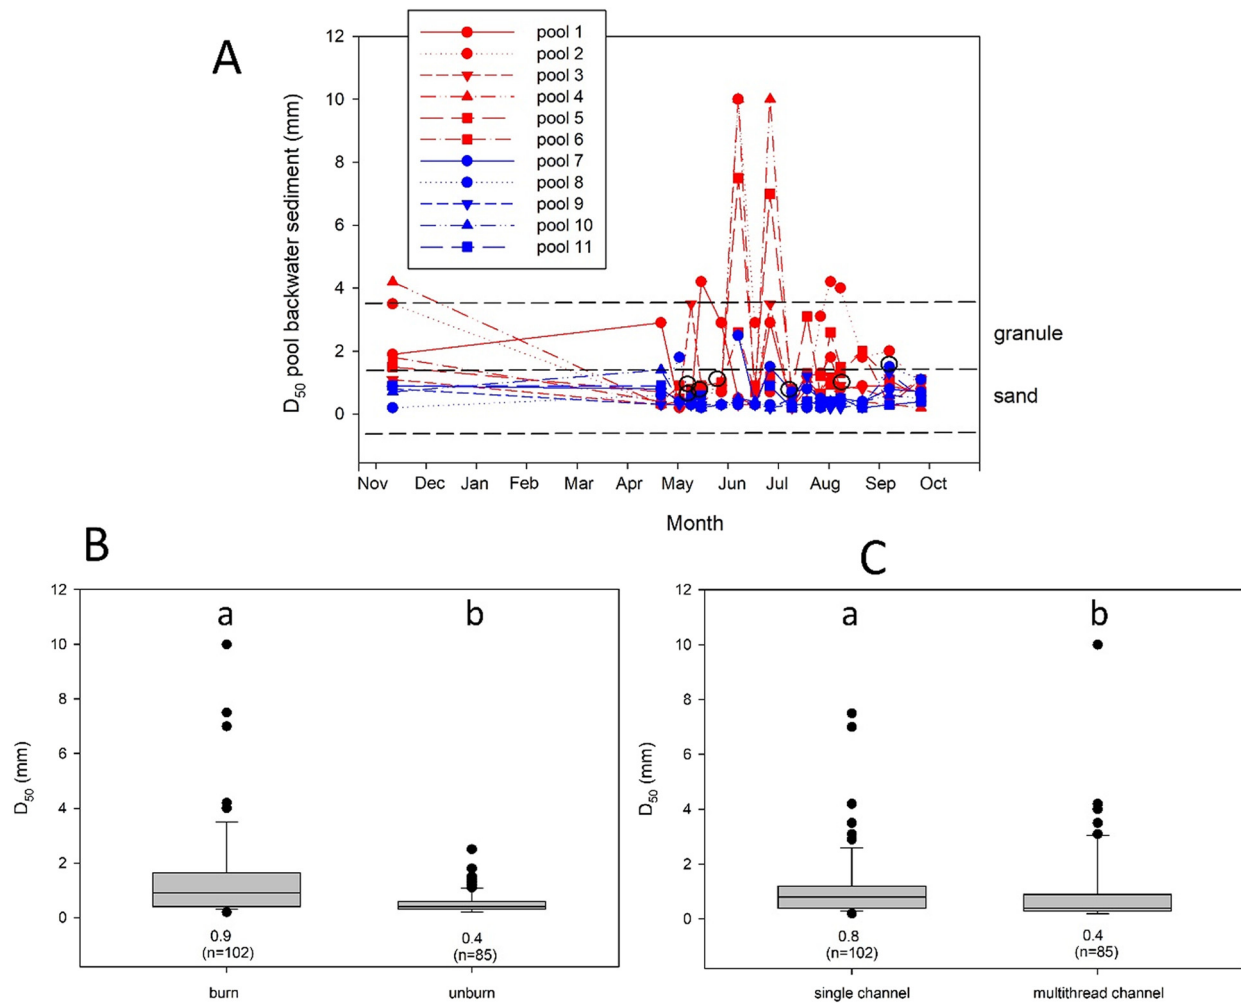 A
12
10
8
6
4
2
0
D50 pool backwater sediment (mm)
pool 1
pool 2
pool 3
pool 4
pool 5
pool 6
pool 7
pool 8
pool 9
pool 10
pool 11
granule
sand
Nov Dec Jan Feb Mar Apr May Jun Jul Aug Sep Oct
Month
B
12
10
8
6
4
2
0
D50 (mm)
a b
0.9 0.4
(n=102) (n=85)
burn unburn
C
12
10
8
6
4
2
0
D50 (mm)
a b
0.8 0.4
(n=102) (n=85)
single channel multithread channel